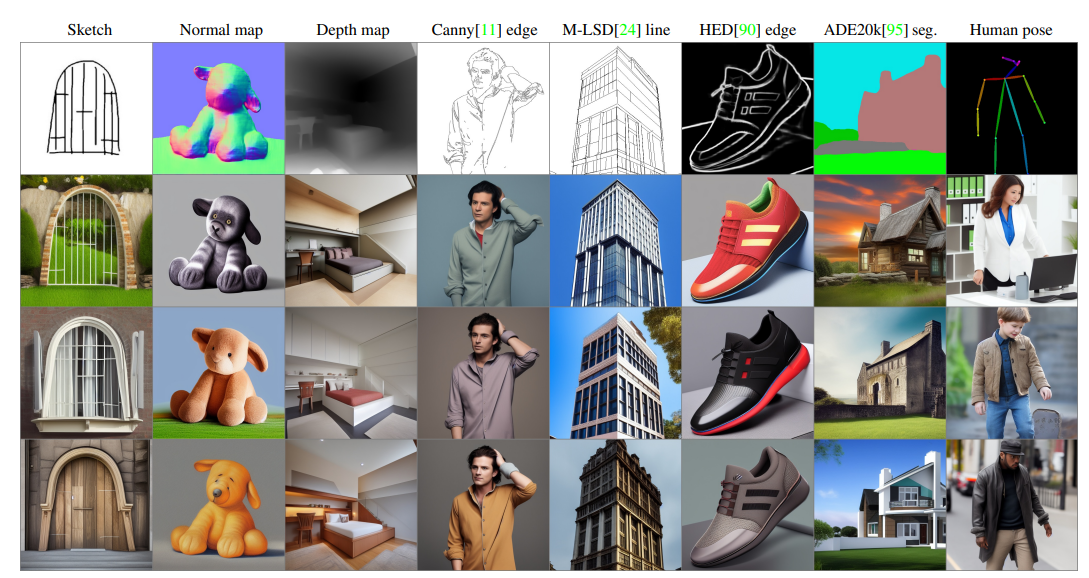 Sketch Normal map Depth map Canny[11] edge M-LSD[24] line HED[90] edge ADE20k[95] seg. Human pose